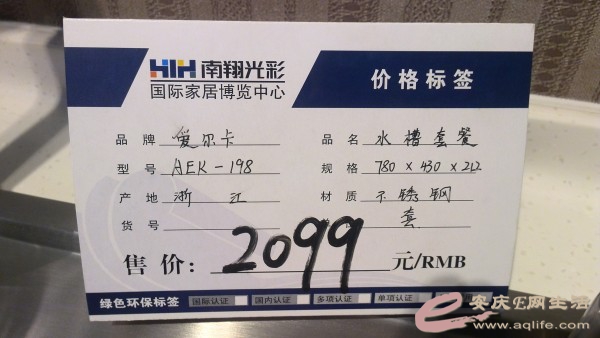 HIH 南翔光彩 价格标签
国际家居博览中心
品牌 爱尔卡 品名 水槽套餐
型号 AEK-198 规格 780×430×212
产地 浙江 材质 不锈钢
货号 套
售价: 2099 元/RMB
绿色环保标签 国际认证 国内认证 多项认证 单项认证
e安庆E网生活
www.aqlife.com